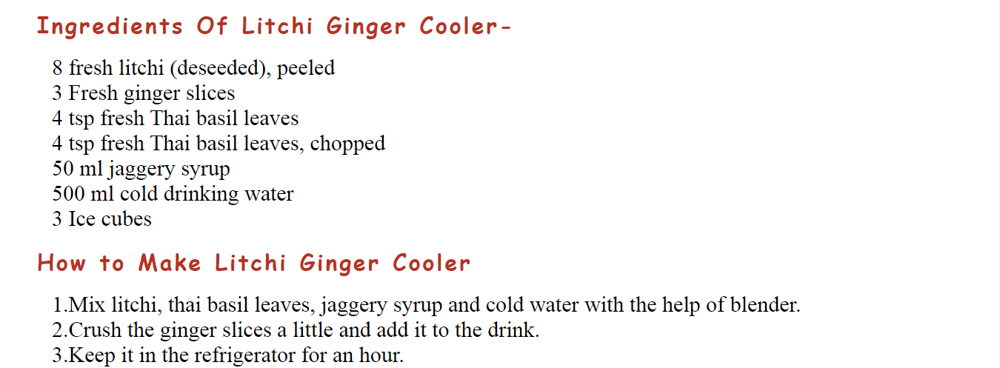 Ingredients Of Litchi Ginger Cooler-
8 fresh litchi (deseeded), peeled
3 Fresh ginger slices
4 tsp fresh Thai basil leaves
4 tsp fresh Thai basil leaves, chopped
50 ml jaggery syrup
500 ml cold drinking water
3 Ice cubes
How to Make Litchi Ginger Cooler
1.Mix litchi, thai basil leaves, jaggery syrup and cold water with the help of blender.
2.Crush the ginger slices a little and add it to the drink.
3.Keep it in the refrigerator for an hour.